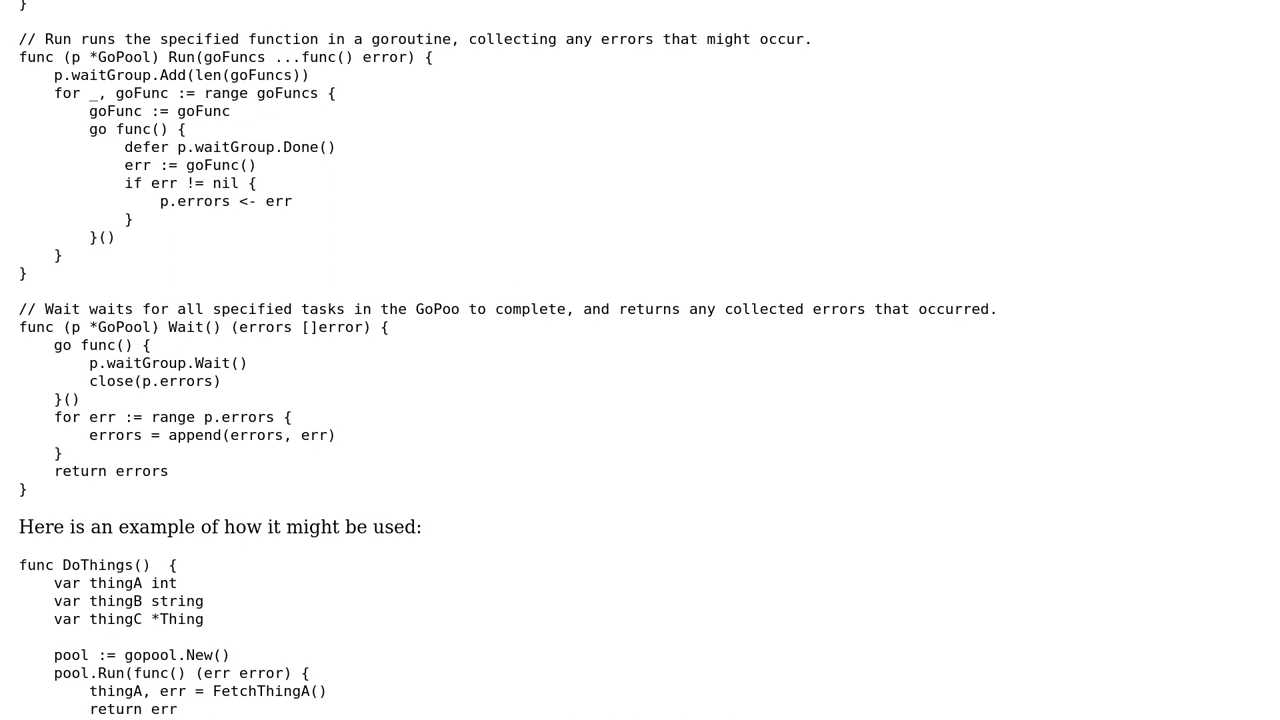 }

// Run runs the specified function in a goroutine, collecting any errors that might occur.
func (p *GoPool) Run(goFuncs ...func() error) {
    p.waitGroup.Add(len(goFuncs))
    for _, goFunc := range goFuncs {
        goFunc := goFunc
        go func() {
            defer p.waitGroup.Done()
            err := goFunc()
            if err != nil {
                p.errors <- err
            }
        }()
    }
}

// Wait waits for all specified tasks in the GoPoo to complete, and returns any collected errors that occurred.
func (p *GoPool) Wait() (errors []error) {
    go func() {
        p.waitGroup.Wait()
        close(p.errors)
    }()
    for err := range p.errors {
        errors = append(errors, err)
    }
    return errors
}

Here is an example of how it might be used:

func DoThings()  {
    var thingA int
    var thingB string
    var thingC *Thing

    pool := gopool.New()
    pool.Run(func() (err error) {
        thingA, err = FetchThingA()
        return err